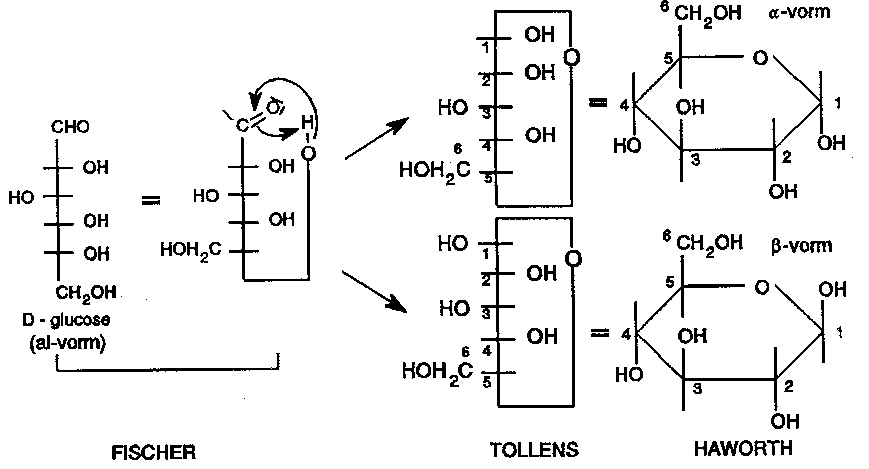 CHO
OH
HO
OH
OH
CH₂OH
D - glucose
(al-vorm)
=
C
O
H
O
OH
HO
OH
HOH₂C
FISCHER
1
OH
2
OH
HO
3
4
OH
6
HOH₂C
5
O
=
HO
1
2
OH
HO
3
4
OH
6
HOH₂C
5
O
=
TOLLENS
6
CH₂OH
α-vorm
5
O
4
OH
1
HO
3
2
OH
OH
6
CH₂OH
β-vorm
5
O
OH
4
OH
1
HO
3
2
OH
HAWORTH